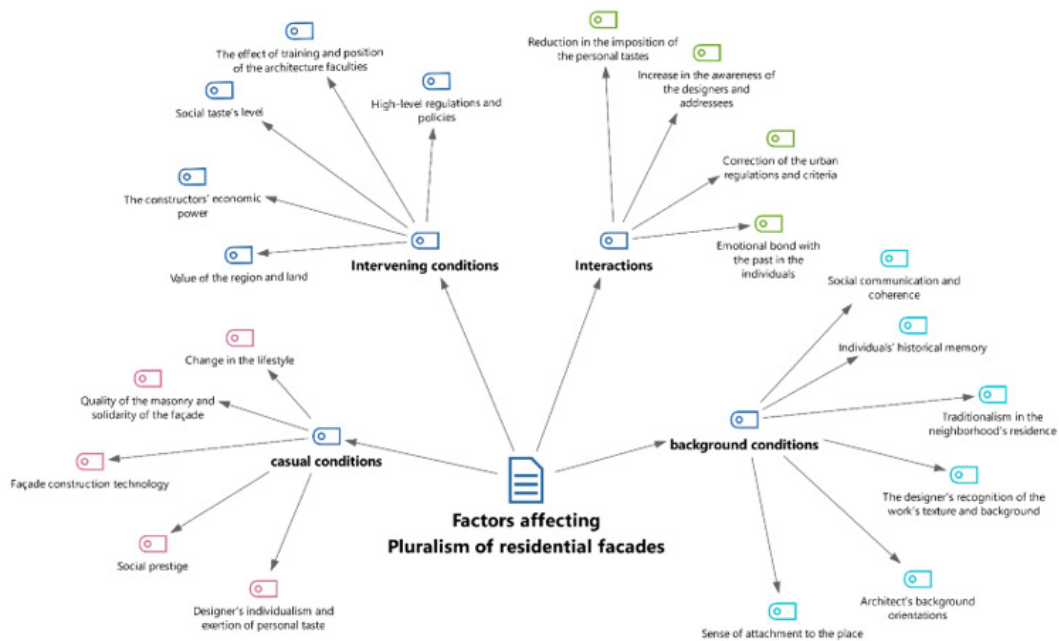 The effect of training and position
of the architecture faculties
Social taste's level
High-level regulations and
policies
The constructors' economic
power
Value of the region and land
Intervening conditions
Reduction in the imposition of
the personal tastes
Increase in the awareness of
the designers and
addressees
Correction of the urban
regulations and criteria
Emotional bond with
the past in the
individuals
Interactions
Social communication and
coherence
Individuals' historical memory
Traditionalism in the
neighborhood's residence
background conditions
The designer's recognition of the
work's texture and background
Architect's background
orientations
Sense of attachment to the place
Change in the lifestyle
Quality of the masonry and
solidarity of the façade
casual conditions
Façade construction technology
Social prestige
Designer's individualism and
exertion of personal taste
Factors affecting
Pluralism of residential facades